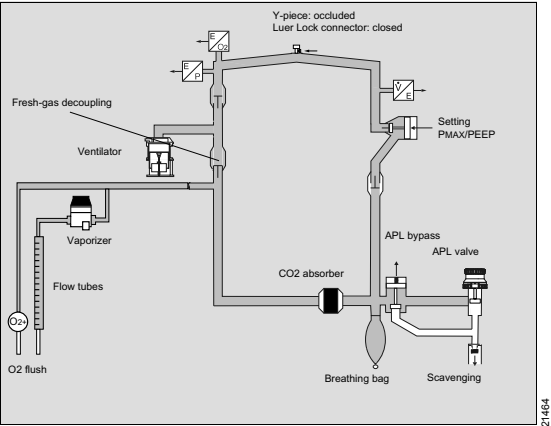 Y-piece: occluded
Luer Lock connector: closed
E
O2
E
P
V̇
E
Fresh-gas decoupling
Setting
PMAX/PEEP
Ventilator
Vaporizer
APL bypass
APL valve
CO2 absorber
Flow tubes
O2+
O2 flush
Breathing bag
Scavenging
21464